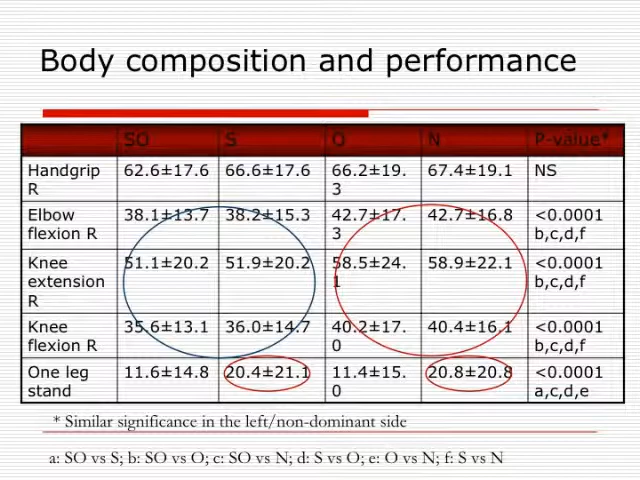 Body composition and performance
SO S O N P-value*
Handgrip 62.6±17.6 66.6±17.6 66.2±19. 67.4±19.1 NS
R 3
Elbow 38.1±13.7 38.2±15.3 42.7±17. 42.7±16.8 <0.0001
flexion R 3 b,c,d,f
Knee 51.1±20.2 51.9±20.2 58.5±24. 58.9±22.1 <0.0001
extension 1 b,c,d,f
R
Knee 35.6±13.1 36.0±14.7 40.2±17. 40.4±16.1 <0.0001
flexion R 0 b,c,d,f
One leg 11.6±14.8 20.4±21.1 11.4±15. 20.8±20.8 <0.0001
stand 0 a,c,d,e
* Similar significance in the left/non-dominant side
a: SO vs S; b: SO vs O; c: SO vs N; d: S vs O; e: O vs N; f: S vs N